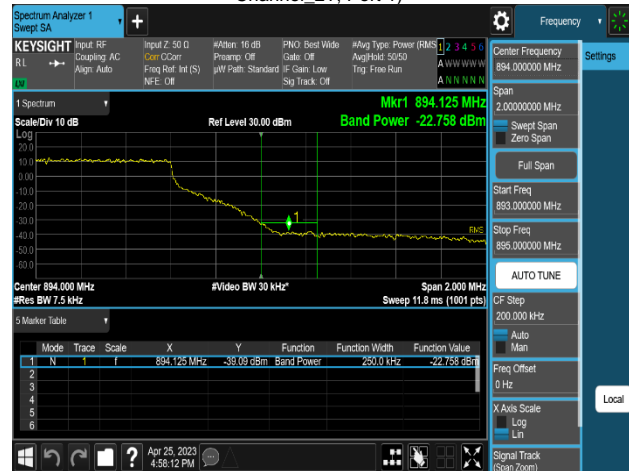 Channel_21, Port 1)
Spectrum Analyzer 1
Swept SA
Frequency
KEYSIGHT
RL
Input: RF
Coupling: AC
Align: Auto
Input Z: 50 Ω
Corr CCorr
Freq Ref: Int (S)
NFE: Off
#Atten: 16 dB
Preamp: Off
µW Path: Standard
PNO: Best Wide
Gate: Off
IF Gain: Low
Sig Track: Off
#Avg Type: Power (RMS
Avg|Hold: 50/50
Trig: Free Run
1 2 3 4 5 6
A W W W W W
A N N N N N
1 Spectrum
Scale/Div 10 dB
Ref Level 30.00 dBm
Mkr1 894.125 MHz
Band Power -22.758 dBm
Log
20.0
10.0
0.00
-10.0
-20.0
-30.0
-40.0
-50.0
-60.0
1
RMS
Center 894.000 MHz
#Res BW 7.5 kHz
#Video BW 30 kHz*
Span 2.000 MHz
Sweep 11.8 ms (1001 pts)
5 Marker Table
Mode Trace Scale X Y Function Function Width Function Value
1 N 1 f 894.125 MHz -39.09 dBm Band Power 250.0 kHz -22.758 dBm
2
3
4
5
6
Apr 25, 2023
4:58:12 PM
Center Frequency
894.000000 MHz
Settings
Span
2.00000000 MHz
Swept Span
Zero Span
Full Span
Start Freq
893.000000 MHz
Stop Freq
895.000000 MHz
AUTO TUNE
CF Step
200.000 kHz
Auto
Man
Freq Offset
0 Hz
X Axis Scale
Log
Lin
Local
Signal Track
(Span Zoom)